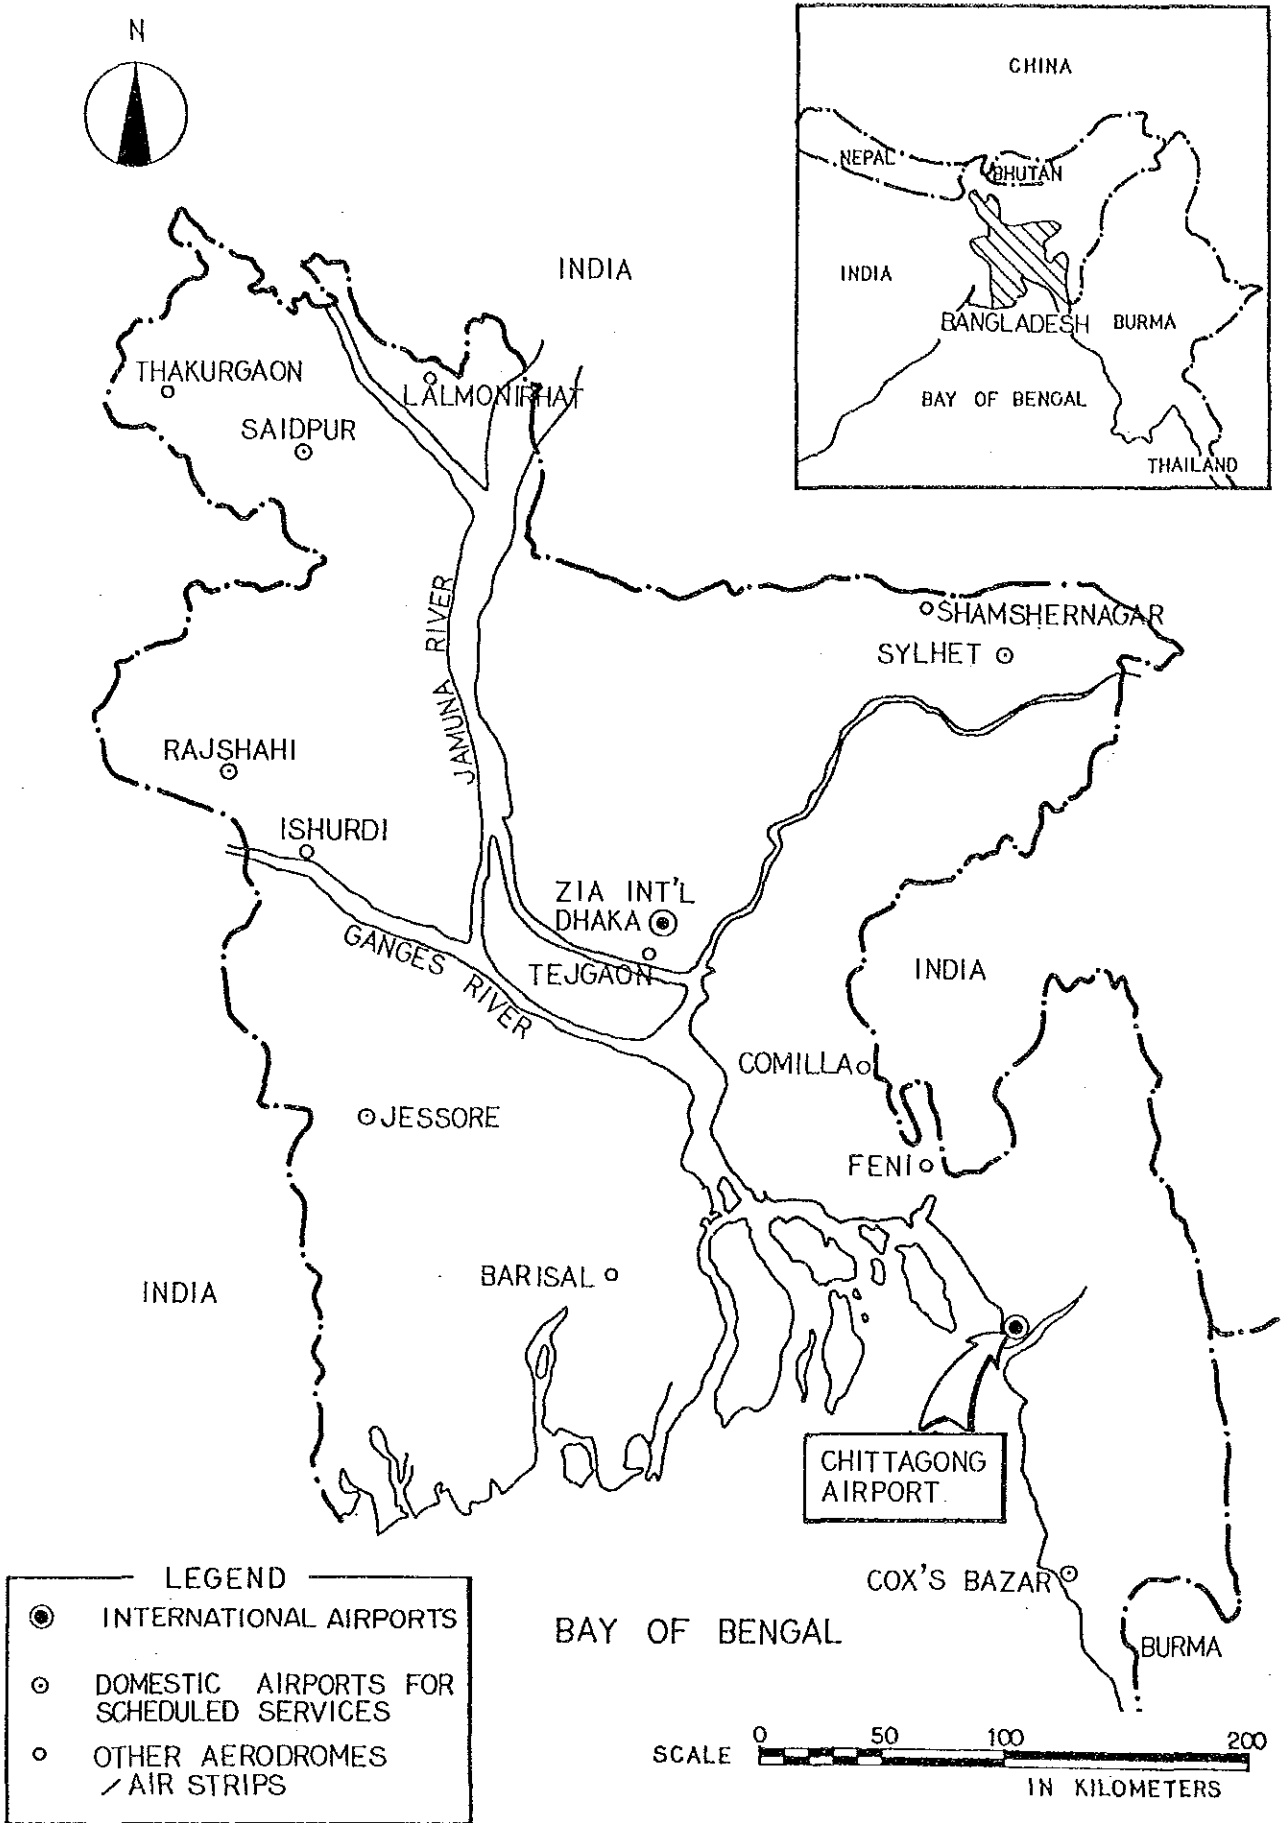 N
CHINA
NEPAL
BHUTAN
INDIA
BANGLADESH
BURMA
BAY OF BENGAL
THAILAND
INDIA
THAKURGAON
LALMONIRHAT
SAIDPUR
JAMUNA RIVER
SHAMSHERNAGAR
SYLHET
RAJSHAHI
ISHURDI
ZIA INT'L
DHAKA
GANGES RIVER
TEJGAON
INDIA
COMILLA
JESSORE
FENI
INDIA
BARISAL
CHITTAGONG
AIRPORT
COX'S BAZAR
BAY OF BENGAL
BURMA
LEGEND
INTERNATIONAL AIRPORTS
DOMESTIC AIRPORTS FOR
SCHEDULED SERVICES
OTHER AERODROMES
/ AIR STRIPS
SCALE 0 50 100 200
IN KILOMETERS